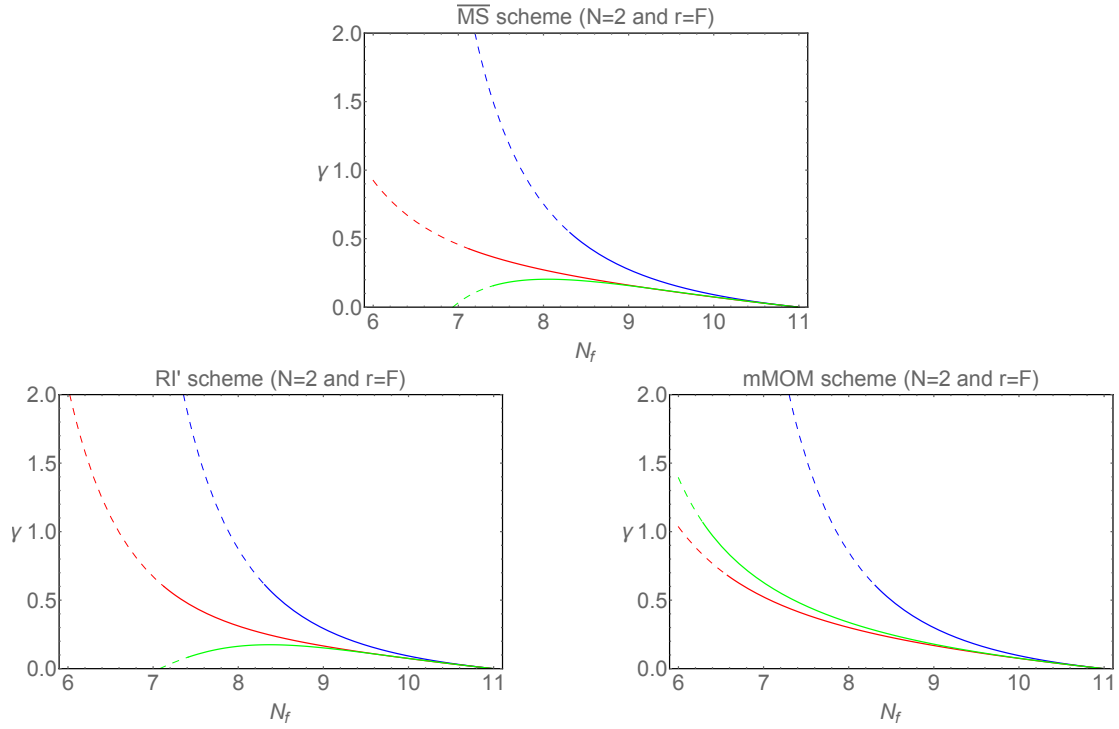 M̅S̅ scheme (N=2 and r=F)
2.0
1.5
γ 1.0
0.5
0.0
6 7 8 9 10 11
N_f
RI' scheme (N=2 and r=F)
2.0
1.5
γ 1.0
0.5
0.0
6 7 8 9 10 11
N_f
mMOM scheme (N=2 and r=F)
2.0
1.5
γ 1.0
0.5
0.0
6 7 8 9 10 11
N_f